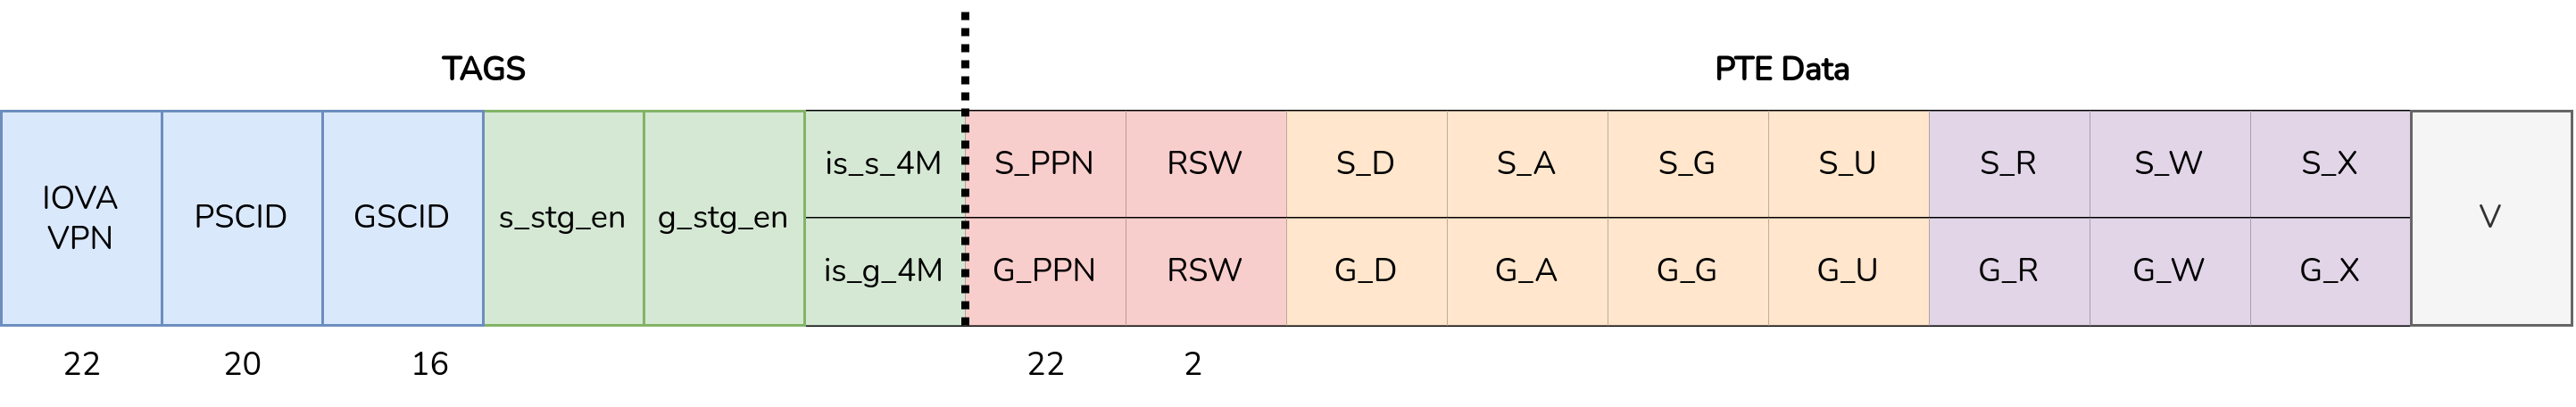 TAGS
PTE Data
IOVA
VPN
PSCID
GSCID
s_stg_en
g_stg_en
is_s_4M
S_PPN
RSW
S_D
S_A
S_G
S_U
S_R
S_W
S_X
V
is_g_4M
G_PPN
RSW
G_D
G_A
G_G
G_U
G_R
G_W
G_X
22
20
16
22
2